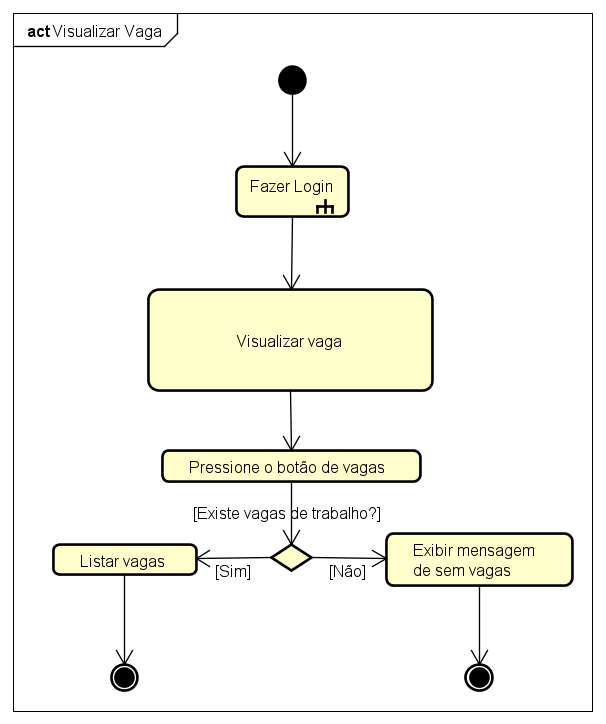 act Visualizar Vaga
Fazer Login
Visualizar vaga
Pressione o botão de vagas
[Existe vagas de trabalho?]
Listar vagas
[Sim]
[Não]
Exibir mensagem
de sem vagas